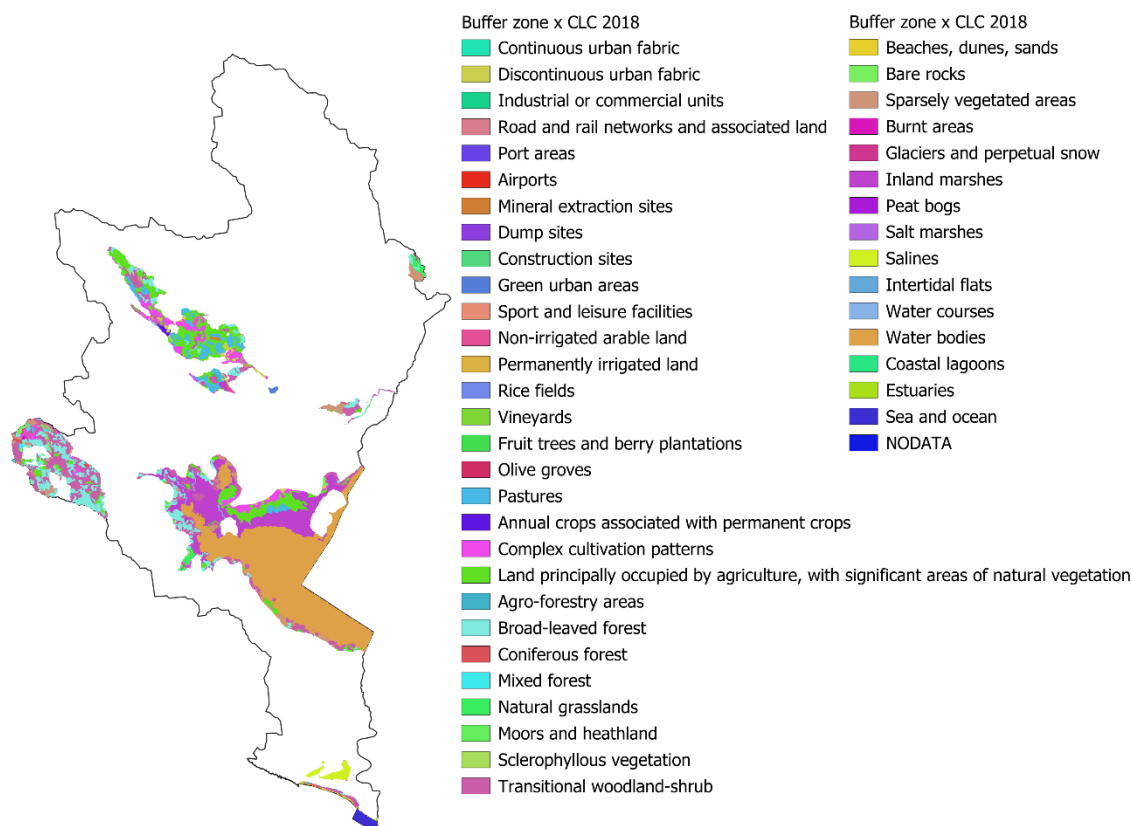 Buffer zone x CLC 2018
Continuous urban fabric
Discontinuous urban fabric
Industrial or commercial units
Road and rail networks and associated land
Port areas
Airports
Mineral extraction sites
Dump sites
Construction sites
Green urban areas
Sport and leisure facilities
Non-irrigated arable land
Permanently irrigated land
Rice fields
Vineyards
Fruit trees and berry plantations
Olive groves
Pastures
Annual crops associated with permanent crops
Complex cultivation patterns
Land principally occupied by agriculture, with significant areas of natural vegetation
Agro-forestry areas
Broad-leaved forest
Coniferous forest
Mixed forest
Natural grasslands
Moors and heathland
Sclerophyllous vegetation
Transitional woodland-shrub
Buffer zone x CLC 2018
Beaches, dunes, sands
Bare rocks
Sparsely vegetated areas
Burnt areas
Glaciers and perpetual snow
Inland marshes
Peat bogs
Salt marshes
Salines
Intertidal flats
Water courses
Water bodies
Coastal lagoons
Estuaries
Sea and ocean
NODATA